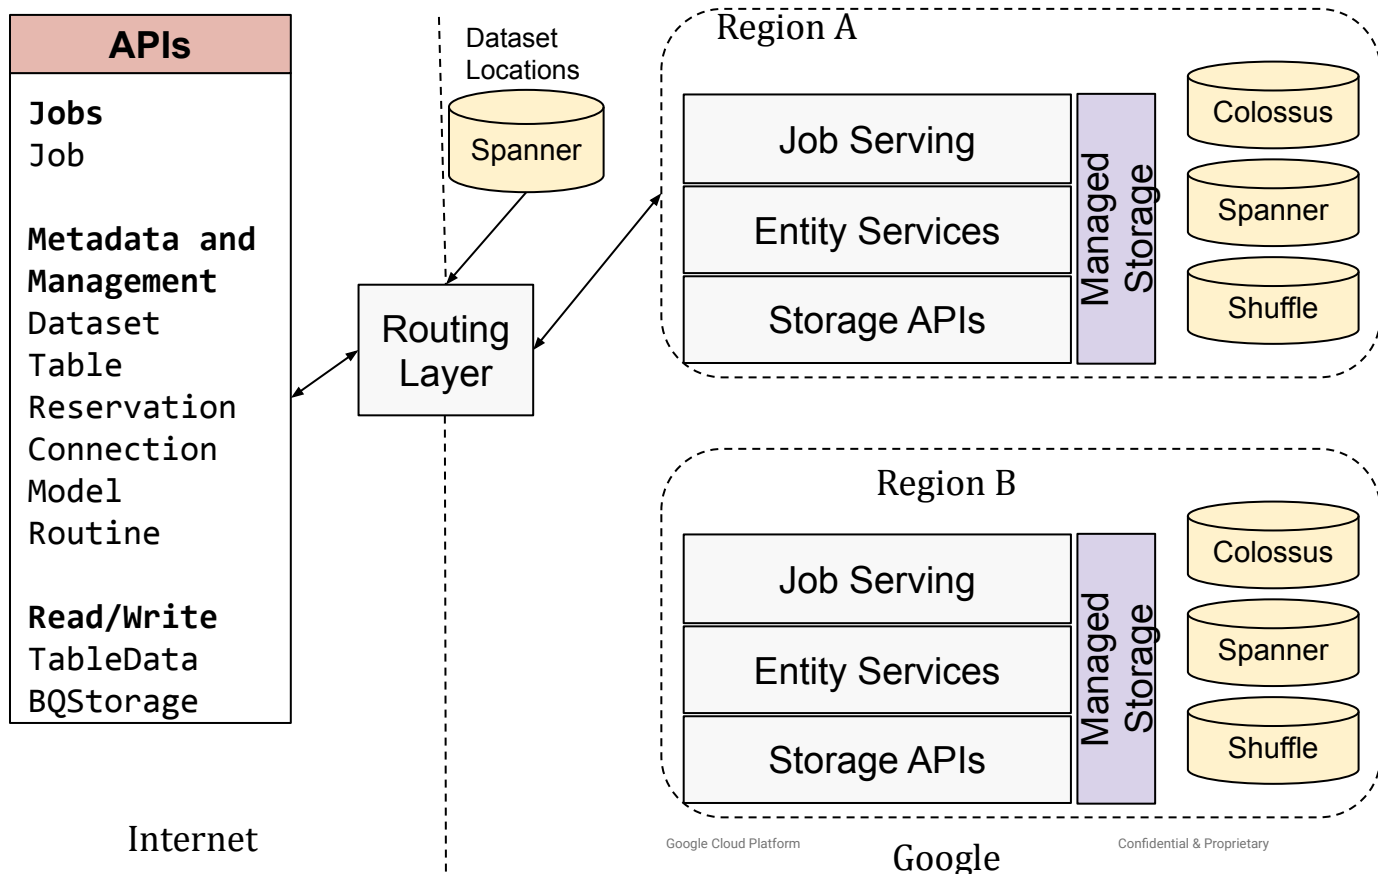 APIs
Jobs
Job
Metadata and
Management
Dataset
Table
Reservation
Connection
Model
Routine
Read/Write
TableData
BQStorage
Internet
Dataset
Locations
Spanner
Routing
Layer
Region A
Job Serving
Entity Services
Storage APIs
Managed
Storage
Colossus
Spanner
Shuffle
Region B
Job Serving
Entity Services
Storage APIs
Managed
Storage
Colossus
Spanner
Shuffle
Google Cloud Platform
Google
Confidential & Proprietary